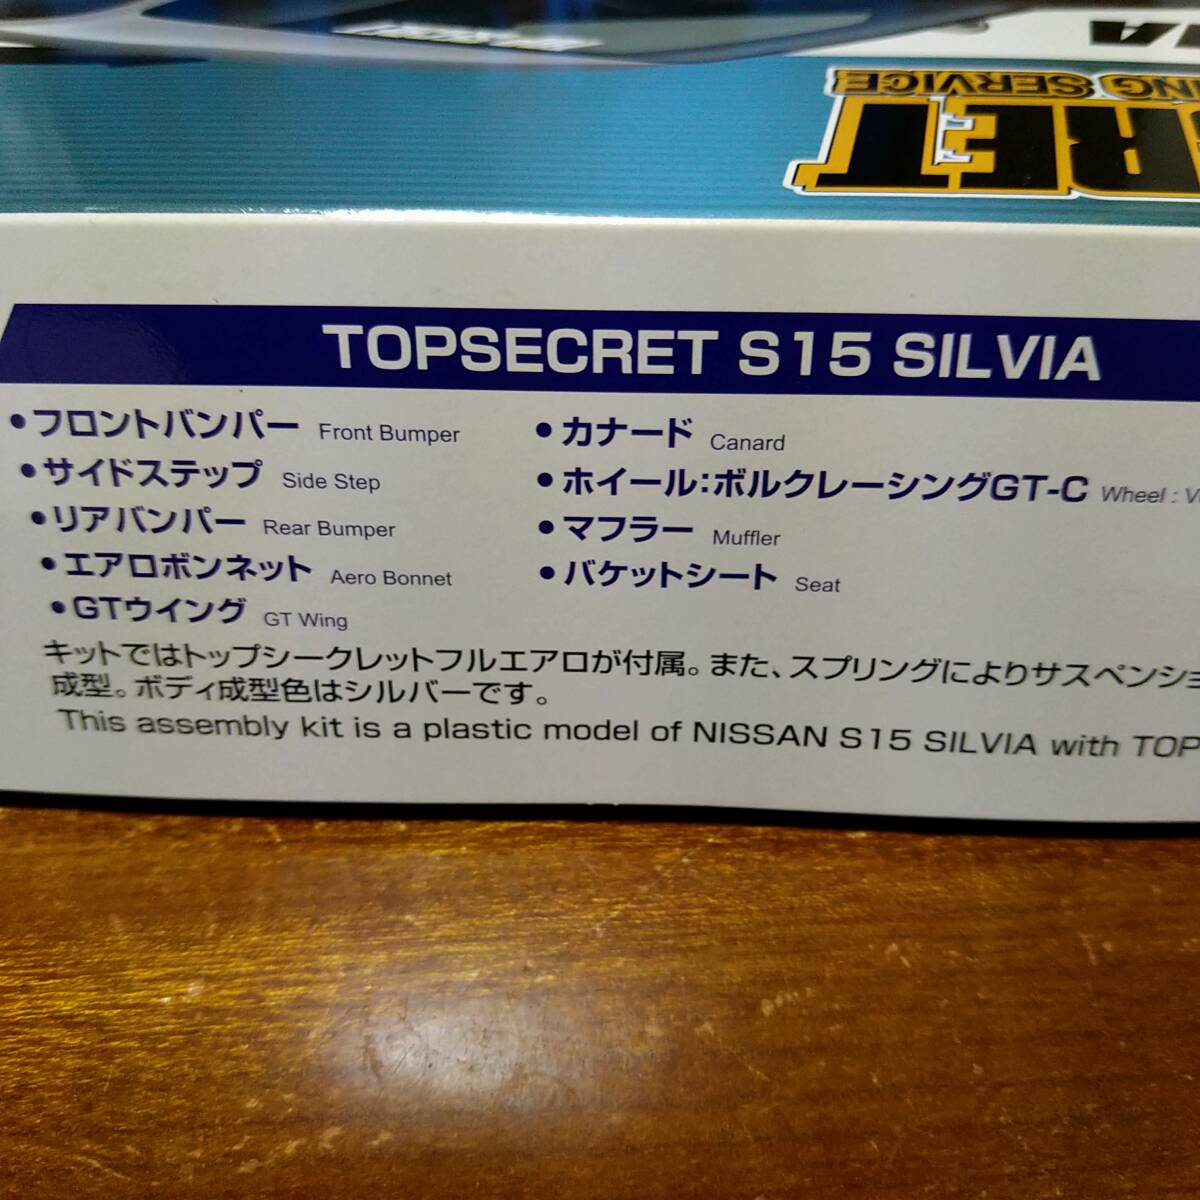 ING SERVICE
RET
TOPSECRET S15 SILVIA
•フロントバンパー Front Bumper
•サイドステップ Side Step
•リアバンパー Rear Bumper
•エアロボンネット Aero Bonnet
•GTウイング GT Wing
•カナード Canard
•ホイール：ボルクレーシングGT-C Wheel :
•マフラー Muffler
•バケットシート Seat
キットではトップシークレットフルエアロが付属。また、スプリングによりサスペンショ
成型。ボディ成型色はシルバーです。
This assembly kit is a plastic model of NISSAN S15 SILVIA with TOP